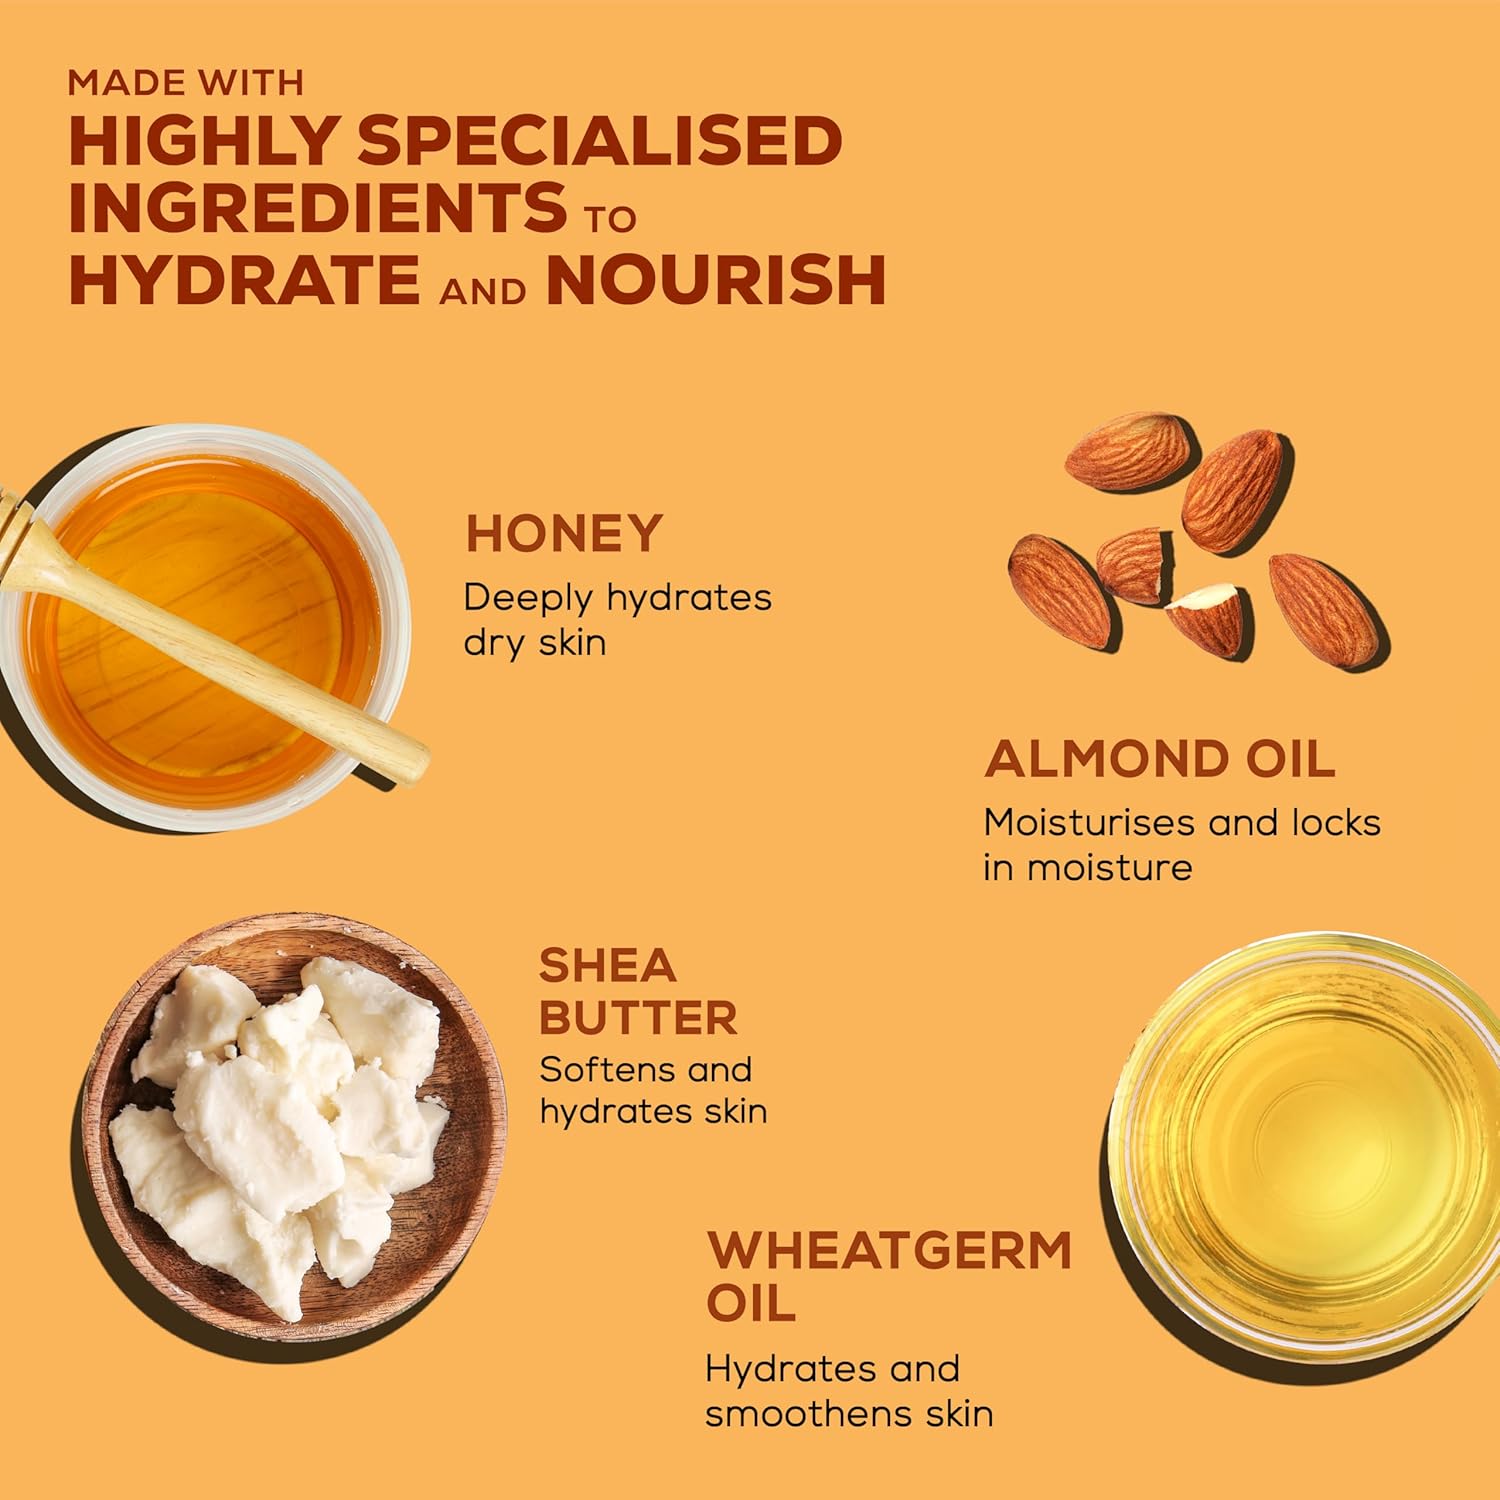 MADE WITH
HIGHLY SPECIALISED
INGREDIENTS TO
HYDRATE AND NOURISH
HONEY
Deeply hydrates
dry skin
ALMOND OIL
Moisturises and locks
in moisture
SHEA
BUTTER
Softens and
hydrates skin
WHEATGERM
OIL
Hydrates and
smoothens skin